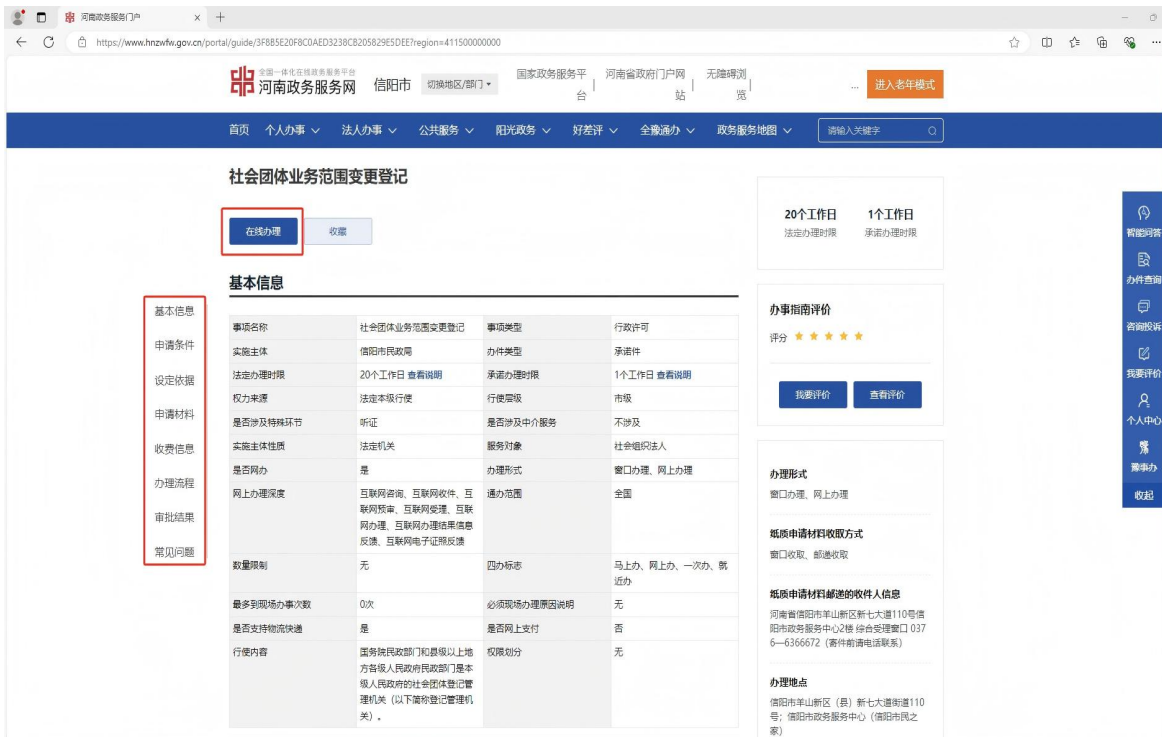 河南政务服务门户
https://www.hnzwfw.gov.cn/portal/guide/3F8B5E20F8C0AED3238CB205829E5DEE?region=411500000000
全国一体化在线政务服务平台
河南政务服务网
信阳市
切换地区/部门
国家政务服务平
台
河南省政府门户网
站
无障碍浏
览
...
进入老年模式
首页 个人办事 法人办事 公共服务 阳光政务 好差评 全豫通办 政务服务地图 请输入关键字
社会团体业务范围变更登记
在线办理 收藏
基本信息
申请条件
设定依据
申请材料
收费信息
办理流程
审批结果
常见问题
基本信息
事项名称 社会团体业务范围变更登记 事项类型 行政许可
实施主体 信阳市民政局 办件类型 承诺件
法定办理时限 20个工作日 查看说明 承诺办理时限 1个工作日 查看说明
权力来源 法定本级行使 行使层级 市级
是否涉及特殊环节 听证 是否涉及中介服务 不涉及
实施主体性质 法定机关 服务对象 社会组织法人
是否网办 是 办理形式 窗口办理、网上办理
网上办理深度 互联网咨询、互联网收件、互 通办范围 全国
联网预审、互联网受理、互联
网办理、互联网办理结果信息
反馈、互联网电子证照反馈
数量限制 无 四办标志 马上办、网上办、一次办、就
近办
最多到现场办事次数 0次 必须现场办理原因说明 无
是否支持物流快递 是 是否网上支付 否
行使内容 国务院民政部门和县级以上地 权限划分 无
方各级人民政府民政部门是本
级人民政府的社会团体登记管
理机关（以下简称登记管理机
关）。
20个工作日 1个工作日
法定办理时限 承诺办理时限
办事指南评价
评分
我要评价 查看评价
办理形式
窗口办理、网上办理
纸质申请材料收取方式
窗口收取、邮递收取
纸质申请材料邮递的收件人信息
河南省信阳市羊山新区新七大道110号信
阳市政务服务中心2楼 综合受理窗口 037
6—6366672（寄件前请电话联系）
办理地点
信阳市羊山新区（县）新七大道街道110
号；信阳市政务服务中心（信阳市民之
家）
智能问答
办件查询
咨询投诉
我要评价
个人中心
豫事办
收起